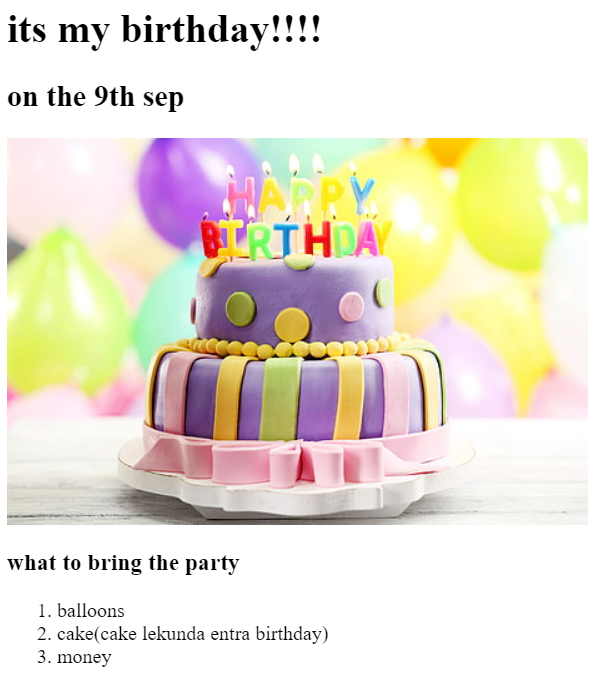 its my birthday!!!!
on the 9th sep
HAPPY
BIRTHDAY
what to bring the party
1. balloons
2. cake(cake lekunda entra birthday)
3. money